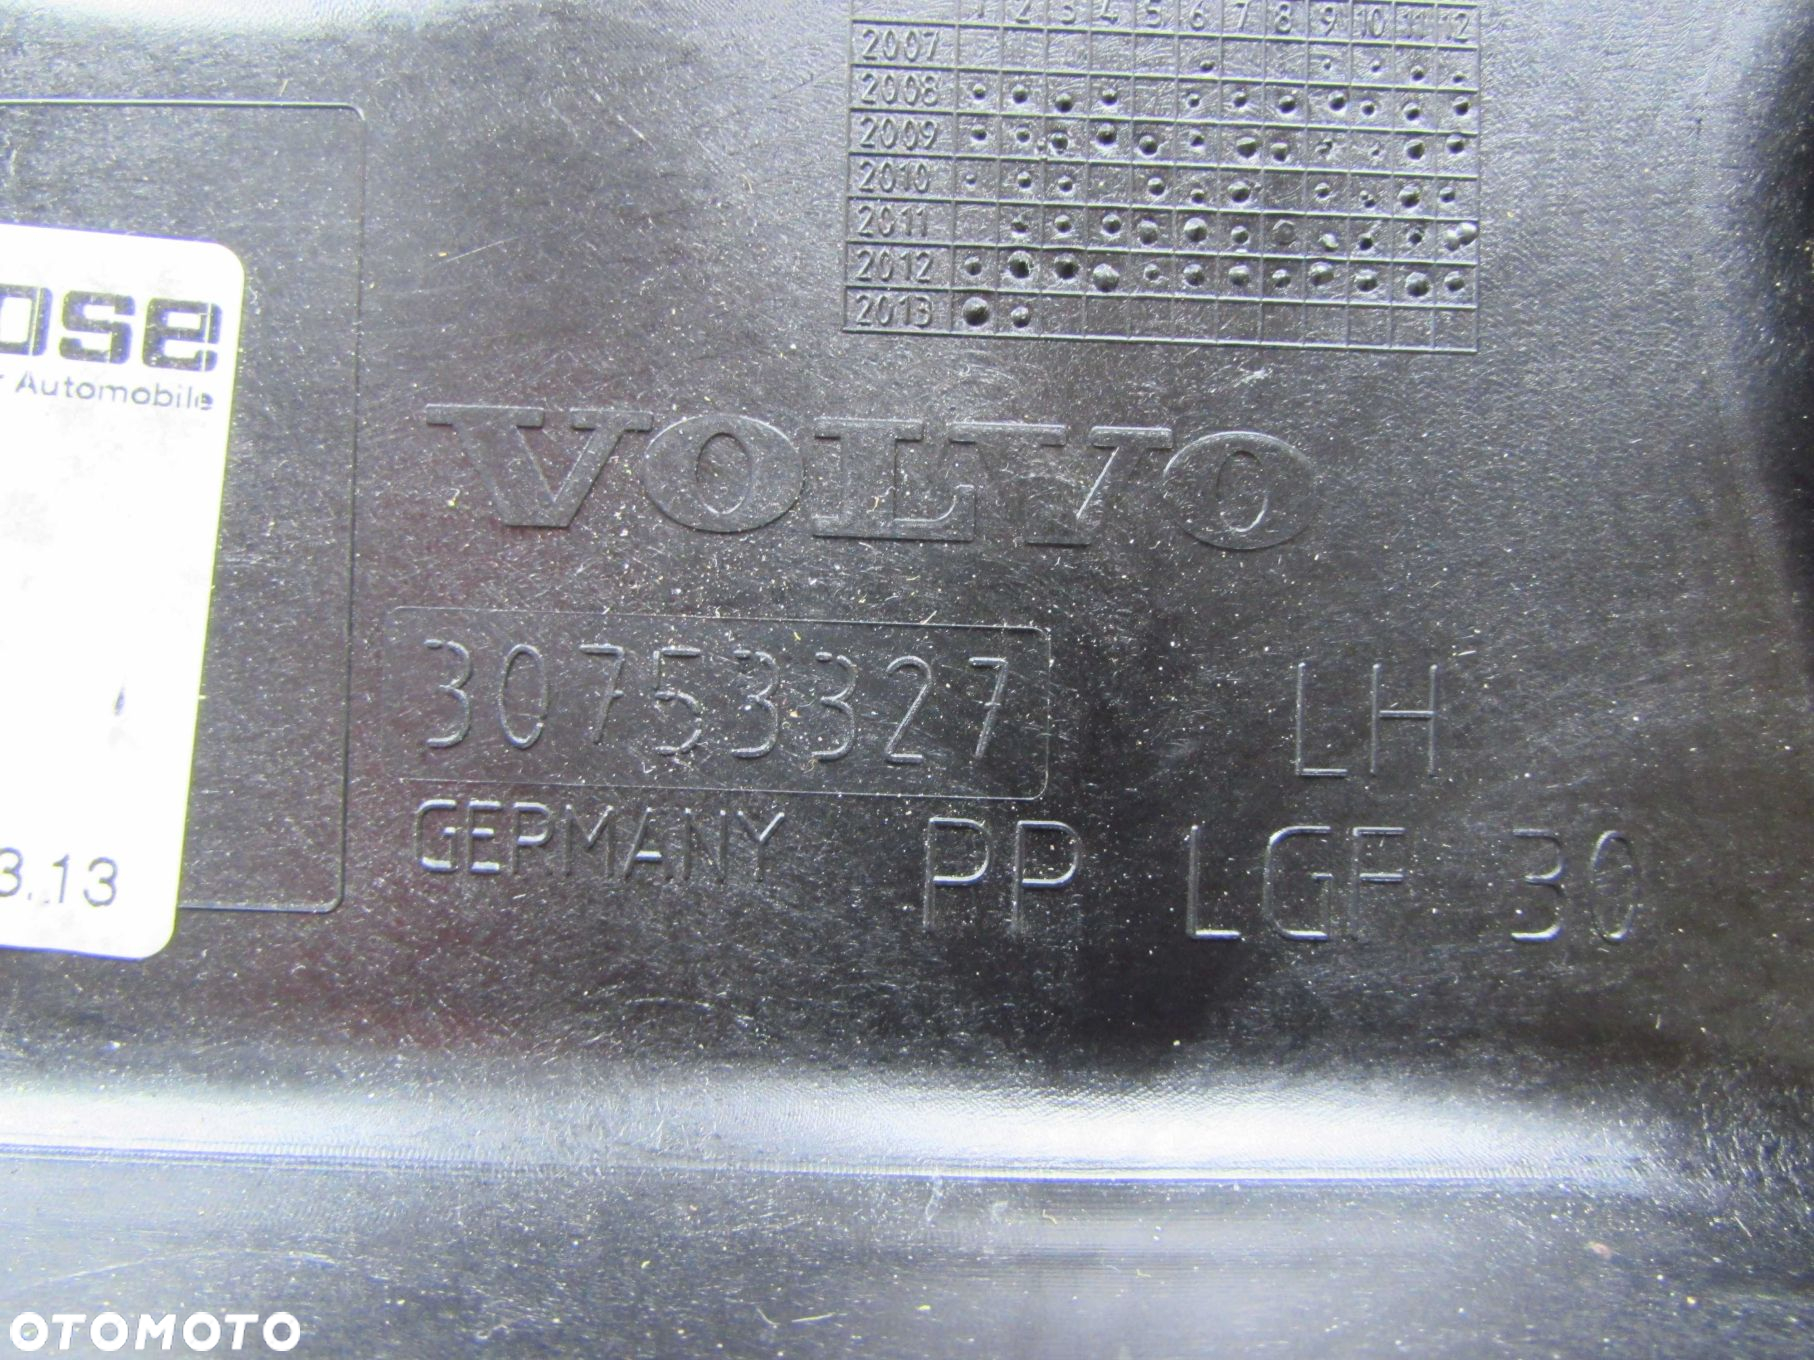 1 2 3 4 5 6 7 8 9 10 11 12
2007
2008
2009
2010
2011
2012
2013
ose
r Automobile
3.13
VOLVO
30753327 LH
GERMANY PP LGF 30
OTOMOTO